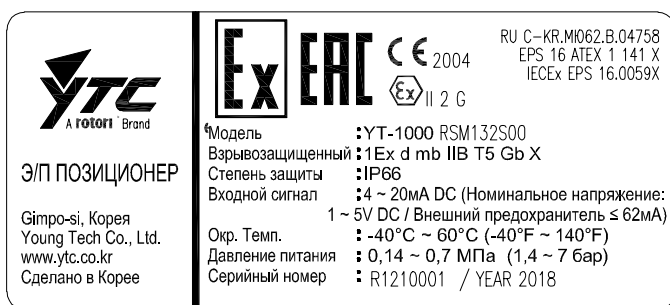 YTC
A rotork Brand
Э/П ПОЗИЦИОНЕР
Gimpo-si, Корея
Young Tech Co., Ltd.
www.ytc.co.kr
Сделано в Корее
Ex EAC CE 2004
Ex II 2 G
RU C-KR.МЮ62.В.04758
EPS 16 ATEX 1 141 X
IECEx EPS 16.0059X
Модель : YT-1000 RSM132S00
Взрывозащищенный : 1Ex d mb IIB T5 Gb X
Степень защиты : IP66
Входной сигнал : 4 ~ 20мА DC (Номинальное напряжение:
1 ~ 5V DC / Внешний предохранитель ≤ 62мА)
Окр. Темп. : -40°C ~ 60°C (-40°F ~ 140°F)
Давление питания : 0,14 ~ 0,7 МПа (1,4 ~ 7 бар)
Серийный номер : R1210001 / YEAR 2018